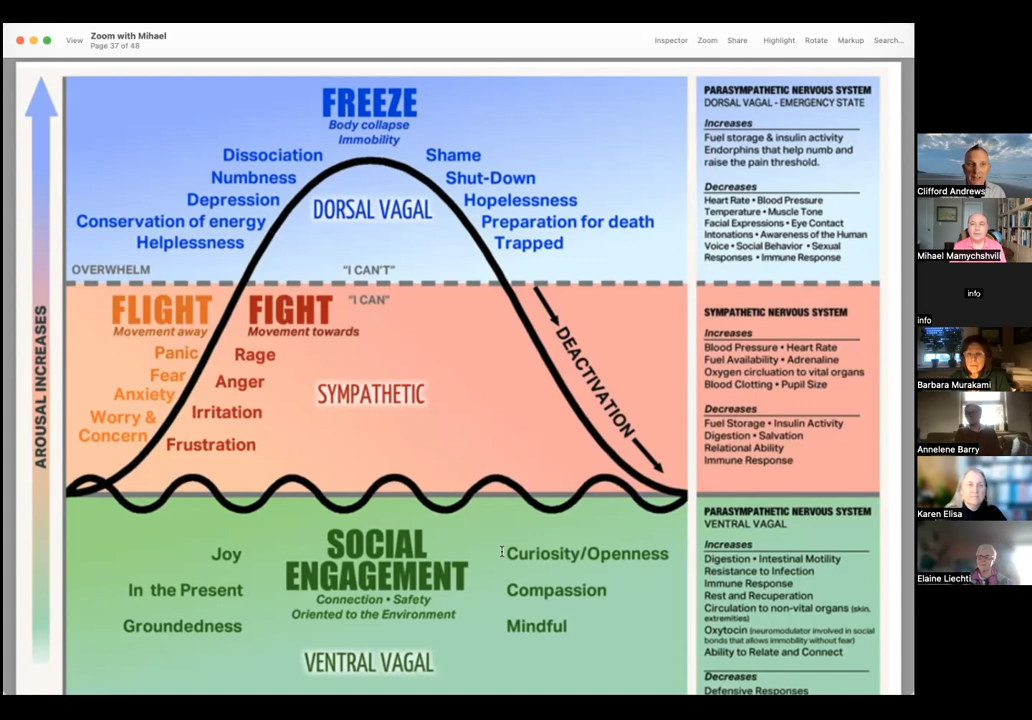 View
Zoom with Mihael
Page 37 of 48
Inspector
Zoom
Share
Highlight
Rotate
Markup
Search...
AROUSAL INCREASES
FREEZE
Body collapse
Immobility
Dissociation
Numbness
Depression
Conservation of energy
Helplessness
Shame
Shut-Down
Hopelessness
Preparation for death
Trapped
DORSAL VAGAL
OVERWHELM
"I CAN'T"
FLIGHT
Movement away
FIGHT
Movement towards
"I CAN"
Panic
Fear
Anxiety
Worry &
Concern
Rage
Anger
Irritation
Frustration
SYMPATHETIC
DEACTIVATION
SOCIAL
ENGAGEMENT
Connection • Safety
Oriented to the Environment
Joy
In the Present
Groundedness
Curiosity/Openness
Compassion
Mindful
VENTRAL VAGAL
PARASYMPATHETIC NERVOUS SYSTEM
DORSAL VAGAL - EMERGENCY STATE
Increases
Fuel storage & insulin activity
Endorphins that help numb and
raise the pain threshold.
Decreases
Heart Rate • Blood Pressure
Temperature • Muscle Tone
Facial Expressions • Eye Contact
Intonations • Awareness of the Human
Voice • Social Behavior • Sexual
Responses • Immune Response
SYMPATHETIC NERVOUS SYSTEM
Increases
Blood Pressure • Heart Rate
Fuel Availability • Adrenaline
Oxygen circluation to vital organs
Blood Clotting • Pupil Size
Decreases
Fuel Storage • Insulin Activity
Digestion • Salvation
Relational Ability
Immune Response
PARASYMPATHETIC NERVOUS SYSTEM
VENTRAL VAGAL
Increases
Digestion • Intestinal Motility
Resistance to Infection
Immune Response
Rest and Recuperation
Circulation to non-vital organs (skin,
extremities)
Oxytocin (neuromodulator involved in social
bonds that allows immobility without fear)
Ability to Relate and Connect
Decreases
Defensive Responses
Clifford Andrews
Mihael Mamychshvili
info
info
Barbara Murakami
Annelene Barry
Karen Elisa
Elaine Liechti